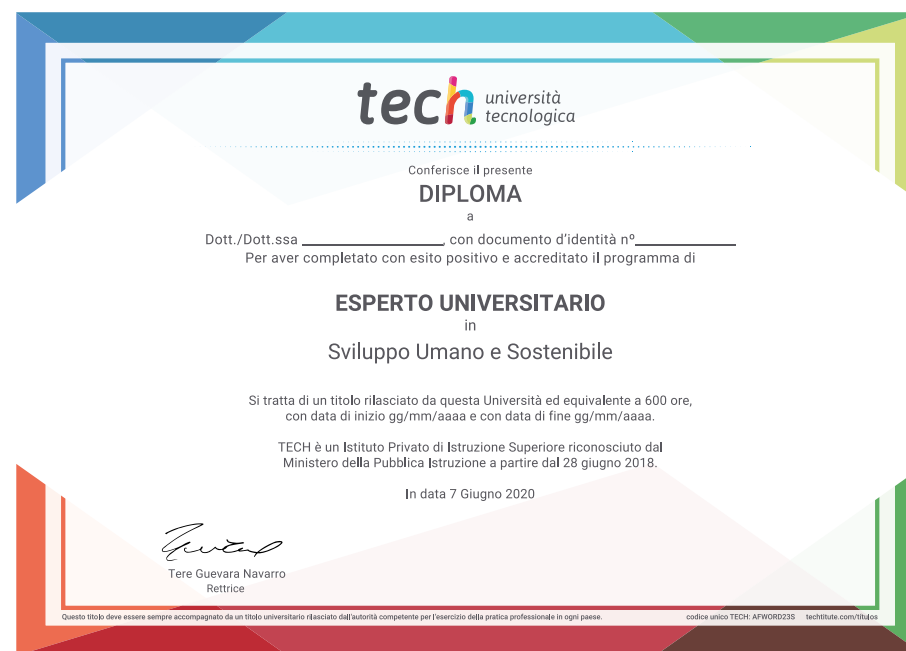 tech università
tecnologica
Conferisce il presente
DIPLOMA
a
Dott./Dott.ssa ____________________, con documento d'identità nº______________
Per aver completato con esito positivo e accreditato il programma di
ESPERTO UNIVERSITARIO
in
Sviluppo Umano e Sostenibile
Si tratta di un titolo rilasciato da questa Università ed equivalente a 600 ore,
con data di inizio gg/mm/aaaa e con data di fine gg/mm/aaaa.
TECH è un Istituto Privato di Istruzione Superiore riconosciuto dal
Ministero della Pubblica Istruzione a partire dal 28 giugno 2018.
In data 7 Giugno 2020
Tere Guevara Navarro
Rettrice
Questo titolo deve essere sempre accompagnato da un titolo universitario rilasciato dall'autorità competente per l'esercizio della pratica professionale in ogni paese. codice unico TECH: AFWORD23S techtitute.com/titulos